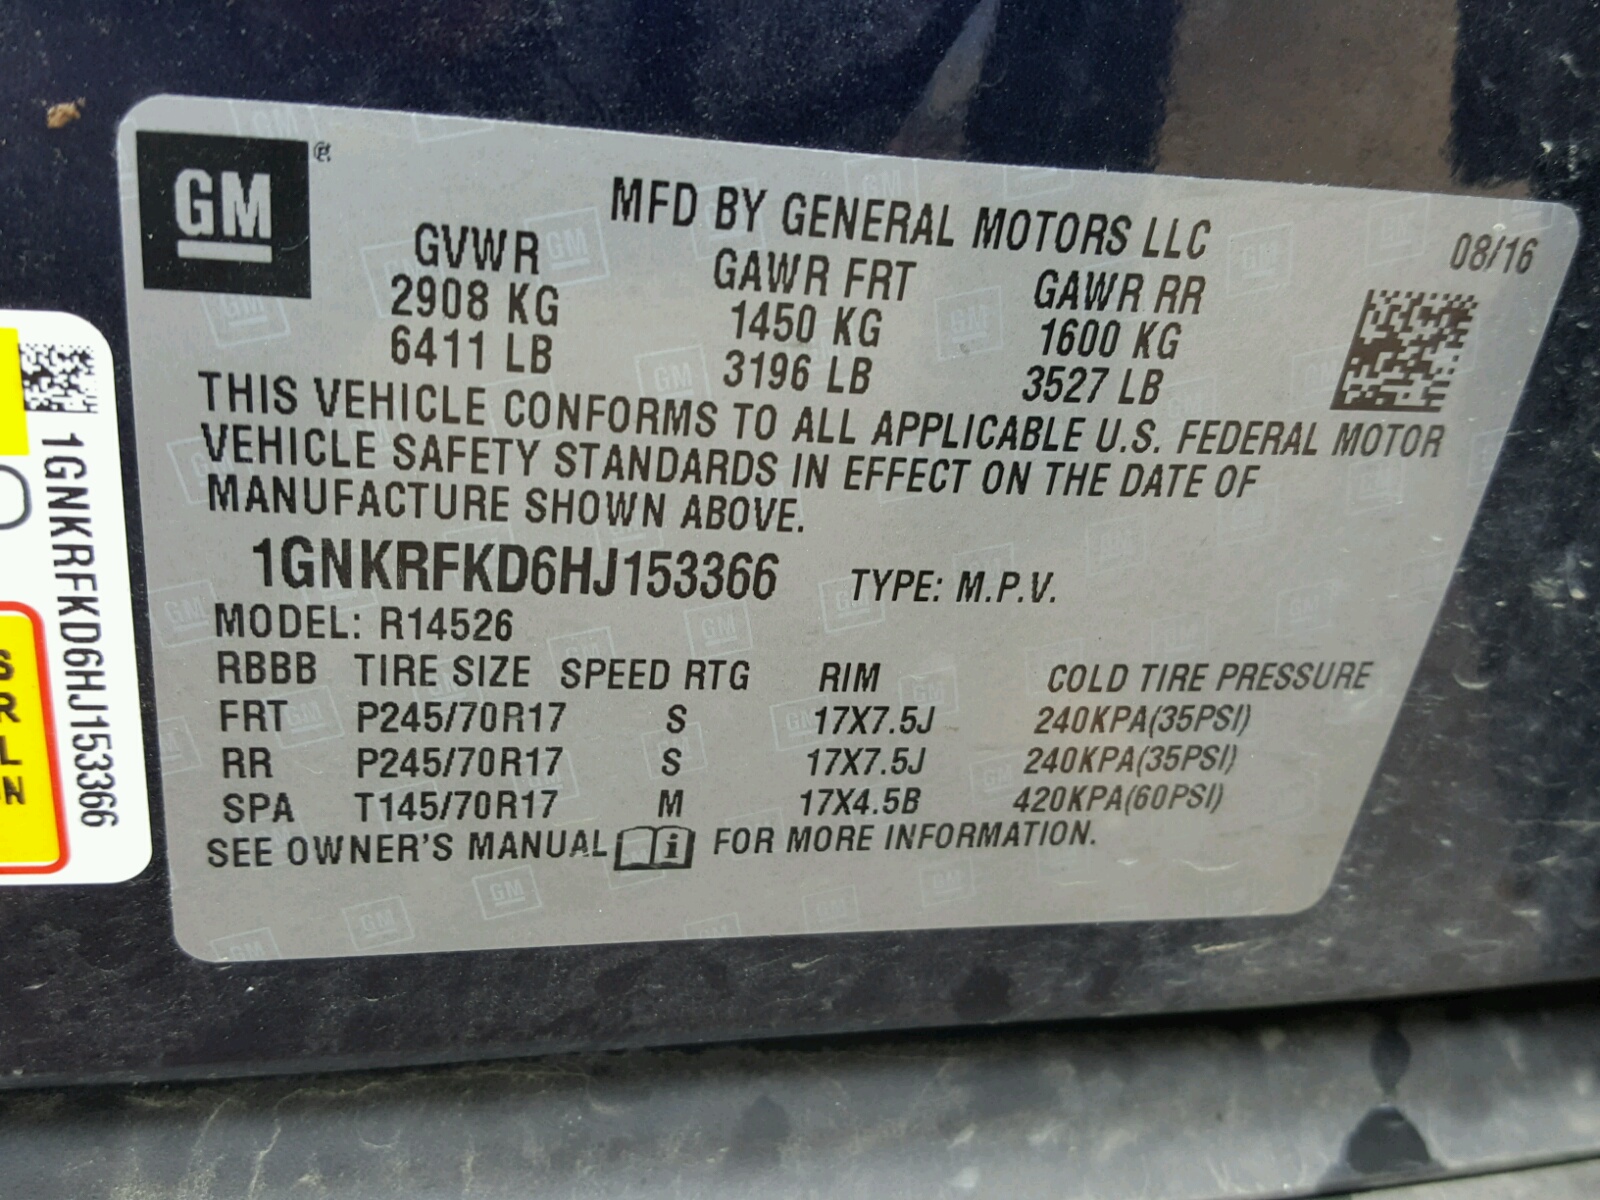 GM
MFD BY GENERAL MOTORS LLC
08/16
GVWR GAWR FRT GAWR RR
2908 KG 1450 KG 1600 KG
6411 LB 3196 LB 3527 LB
THIS VEHICLE CONFORMS TO ALL APPLICABLE U.S. FEDERAL MOTOR
VEHICLE SAFETY STANDARDS IN EFFECT ON THE DATE OF
MANUFACTURE SHOWN ABOVE.
1GNKRFKD6HJ153366 TYPE: M.P.V.
MODEL: R14526
RBBB TIRE SIZE SPEED RTG RIM COLD TIRE PRESSURE
FRT P245/70R17 S 17X7.5J 240KPA(35PSI)
RR P245/70R17 S 17X7.5J 240KPA(35PSI)
SPA T145/70R17 M 17X4.5B 420KPA(60PSI)
SEE OWNER'S MANUAL i FOR MORE INFORMATION.
1GNKRFKD6HJ153366